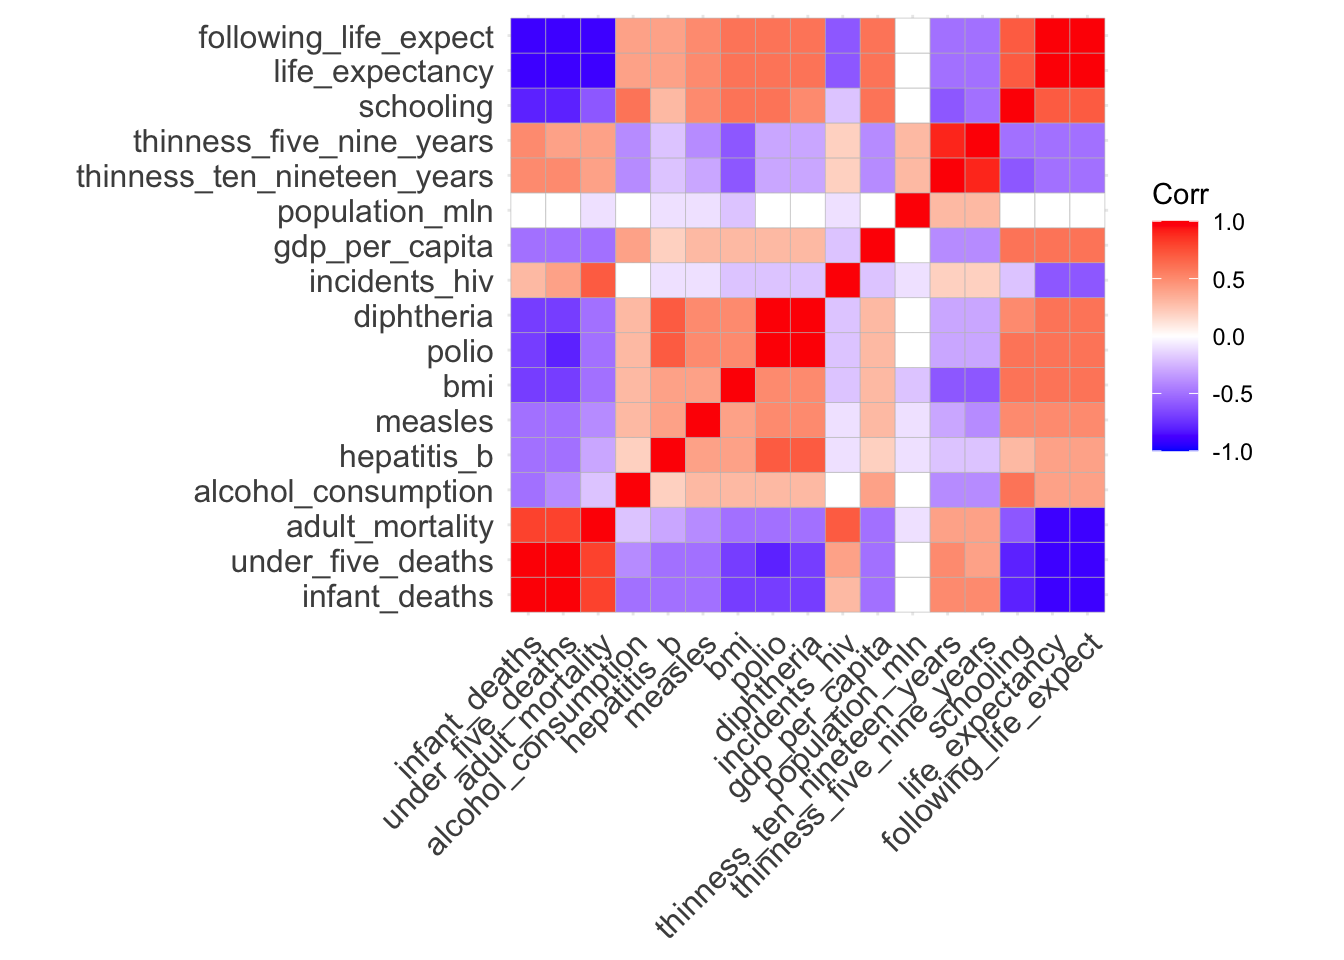 following_life_expect
life_expectancy
schooling
thinness_five_nine_years
thinness_ten_nineteen_years
population_mln
gdp_per_capita
incidents_hiv
diphtheria
polio
bmi
measles
hepatitis_b
alcohol_consumption
adult_mortality
under_five_deaths
infant_deaths
infant_deaths
under_five_deaths
adult_mortality
alcohol_consumption
hepatitis_b
measles
bmi
polio
diphtheria
incidents_hiv
gdp_per_capita
population_mln
thinness_ten_nineteen_years
thinness_five_nine_years
schooling
life_expectancy
following_life_expect
Corr
1.0
0.5
0.0
-0.5
-1.0